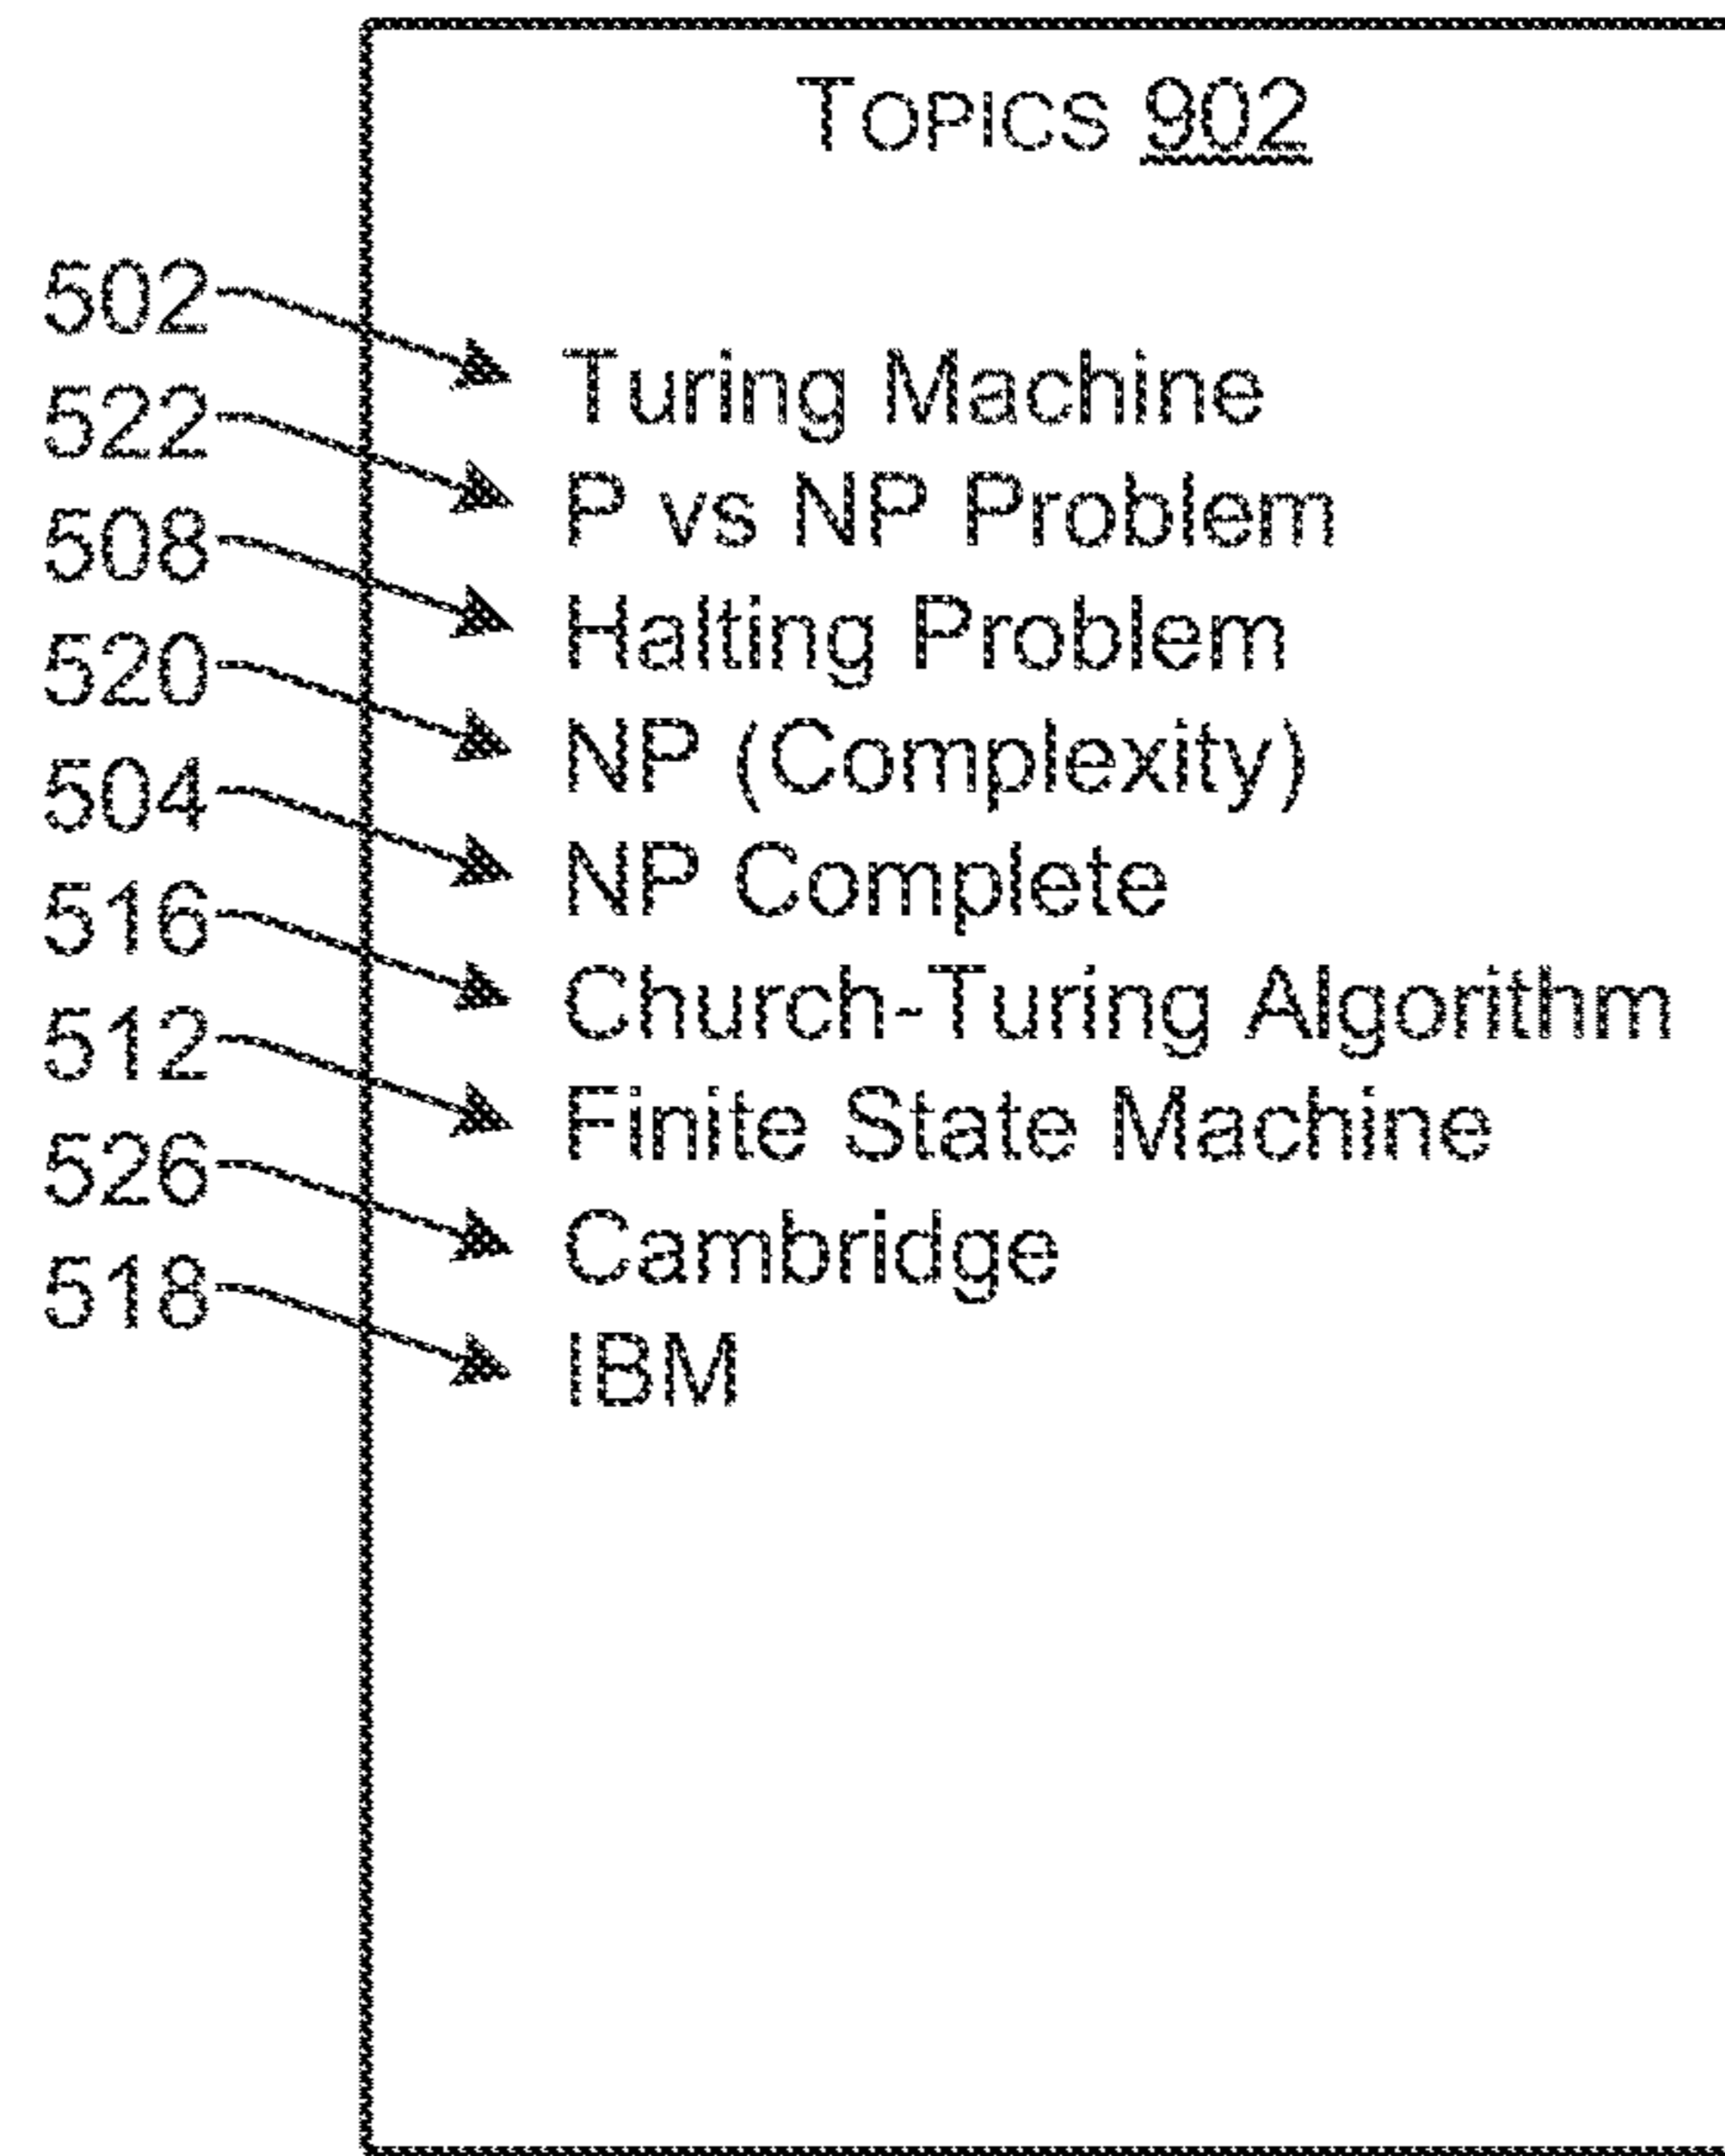 TOPICS 902
502 Turing Machine
522 P vs NP Problem
508 Halting Problem
520 NP (Complexity)
504 NP Complete
516 Church-Turing Algorithm
512 Finite State Machine
526 Cambridge
518 IBM